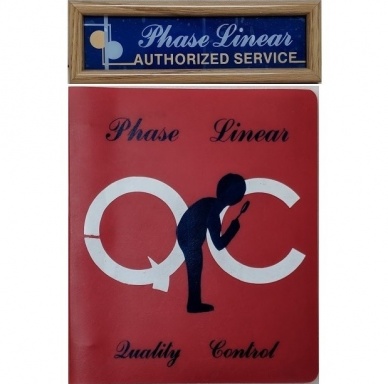 Phase Linear
AUTHORIZED SERVICE
Phase Linear
QC
Quality Control